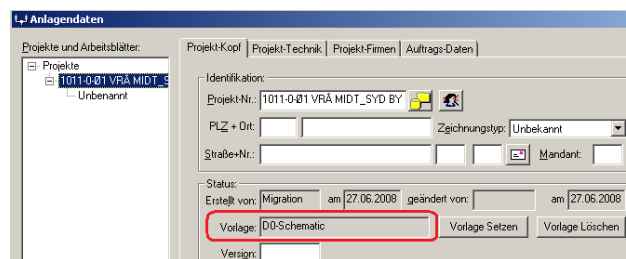 Anlagendaten
Projekte und Arbeitsblätter:
Projekte
1011-0-Ø1 VRÅ MIDT_S
Unbenannt
Projekt-Kopf Projekt-Technik Projekt-Firmen Auftrags-Daten
Identifikation:
Projekt-Nr.: 1011-0-Ø1 VRÅ MIDT_SYD BY
PLZ + Ort: Zeichnungstyp: Unbekannt
Straße+Nr.: Mandant:
Status:
Erstellt von: Migration am 27.06.2008 geändert von: am 27.06.2008
Vorlage: D0-Schematic Vorlage Setzen Vorlage Löschen
Version: